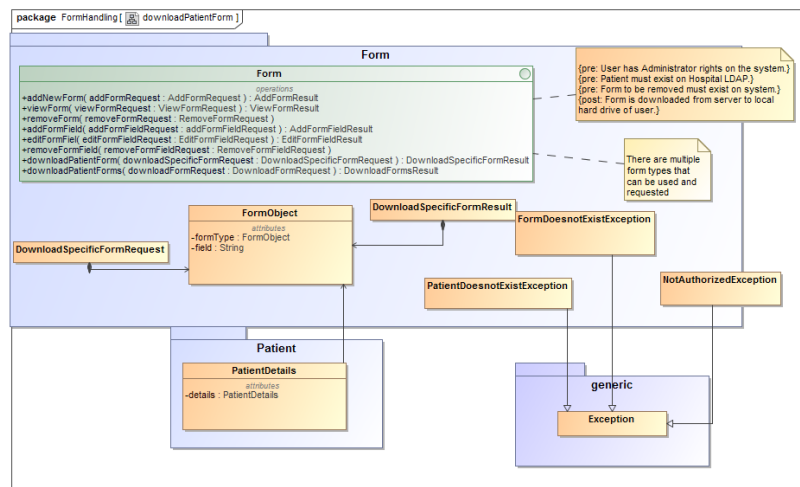 package FormHandling [ downloadPatientForm ]
Form
Form
operations
+addNewForm( addFormRequest : AddFormRequest ) : AddFormResult
+viewForm( viewFormRequest : ViewFormRequest ) : ViewFormResult
+removeForm( removeFormRequest : RemoveFormRequest )
+addFormField( addFormFieldRequest : addFormFieldRequest ) : AddFormFieldResult
+editFormFiel( editFormFieldRequest : EditFormFieldRequest ) : EditFormFieldResult
+removeFormField( removeFormFieldRequest : RemoveFormFieldRequest )
+downloadPatientForm( downloadSpecificFormRequest : DownloadSpecificFormRequest ) : DownloadSpecificFormResult
+downloadPatientForms( downloadFormRequest : DownloadFormRequest ) : DownloadFormsResult
{pre: User has Administrator rights on the system.}
{pre: Patient must exist on Hospital LDAP.}
{pre: Form to be removed must exist on system.}
{post: Form is downloaded from server to local
hard drive of user.}
There are multiple
form types that
can be used and
requested
FormObject
attributes
-formType : FormObject
-field : String
DownloadSpecificFormResult
FormDoesnotExistException
DownloadSpecificFormRequest
PatientDoesnotExistException
NotAuthorizedException
Patient
PatientDetails
attributes
-details : PatientDetails
generic
Exception